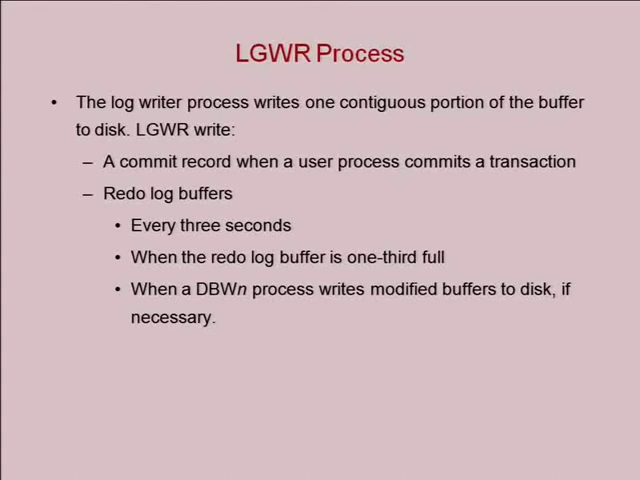 LGWR Process
• The log writer process writes one contiguous portion of the buffer
to disk. LGWR write:
– A commit record when a user process commits a transaction
– Redo log buffers
• Every three seconds
• When the redo log buffer is one-third full
• When a DBWn process writes modified buffers to disk, if
necessary.